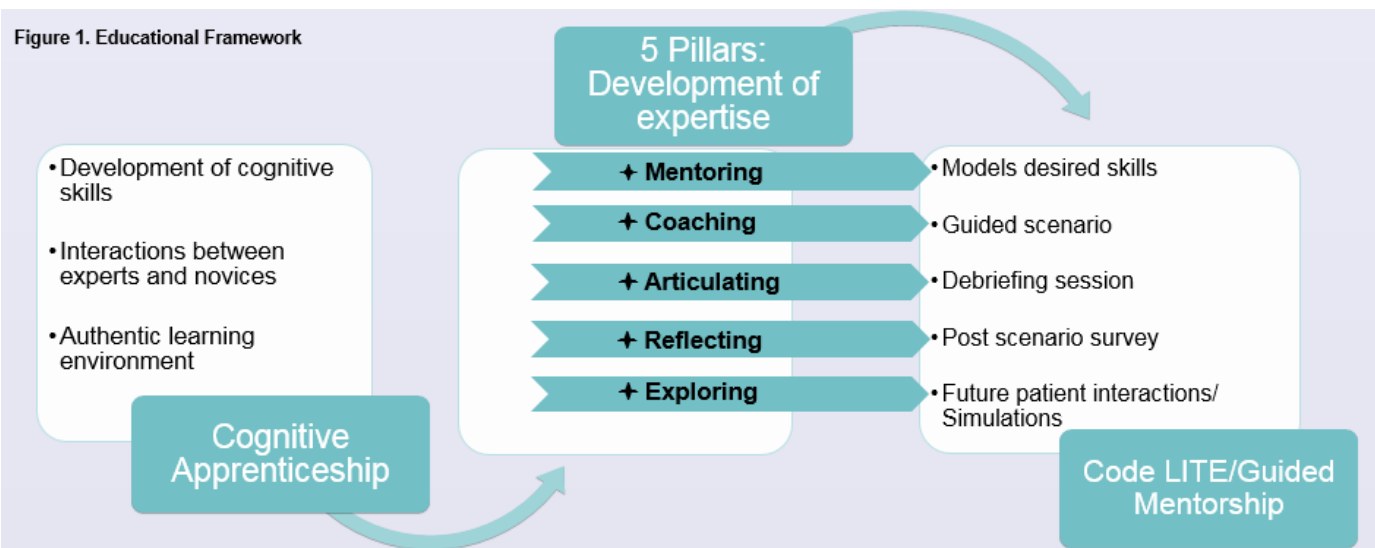 Figure 1. Educational Framework
•Development of cognitive
skills
•Interactions between
experts and novices
•Authentic learning
environment
Cognitive
Apprenticeship
5 Pillars:
Development of
expertise
+ Mentoring
+ Coaching
+ Articulating
+ Reflecting
+ Exploring
•Models desired skills
•Guided scenario
•Debriefing session
•Post scenario survey
•Future patient interactions/
Simulations
Code LITE/Guided
Mentorship